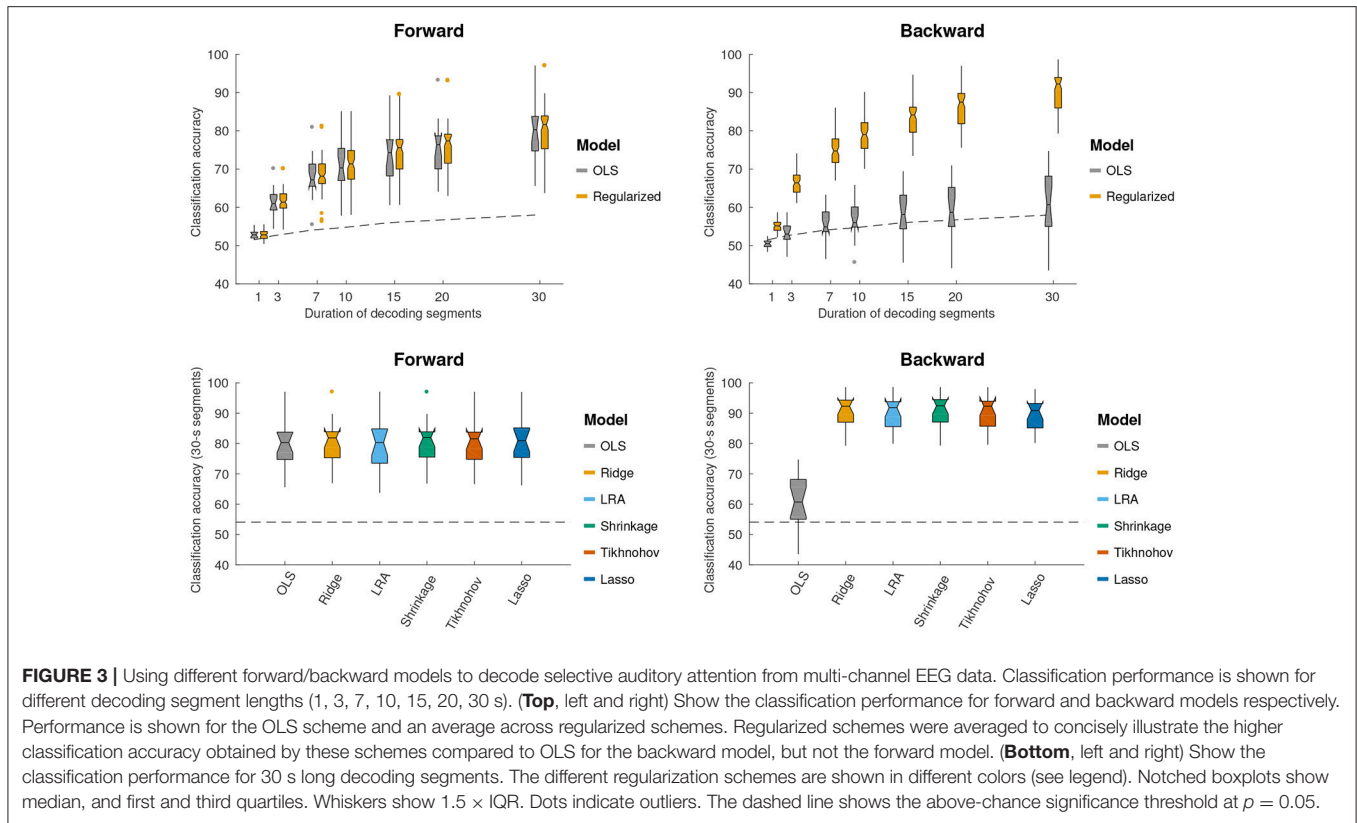 Forward
Classification accuracy
100
90
80
70
60
50
40
1 3 7 10 15 20 30
Duration of decoding segments
Model
OLS
Regularized
Backward
Classification accuracy
100
90
80
70
60
50
40
1 3 7 10 15 20 30
Duration of decoding segments
Model
OLS
Regularized
Forward
Classification accuracy (30-s segments)
100
90
80
70
60
50
40
OLS
Ridge
LRA
Shrinkage
Tikhnohov
Lasso
Model
OLS
Ridge
LRA
Shrinkage
Tikhnohov
Lasso
Backward
Classification accuracy (30-s segments)
100
90
80
70
60
50
40
OLS
Ridge
LRA
Shrinkage
Tikhnohov
Lasso
Model
OLS
Ridge
LRA
Shrinkage
Tikhnohov
Lasso
FIGURE 3 | Using different forward/backward models to decode selective auditory attention from multi-channel EEG data. Classification performance is shown for
different decoding segment lengths (1, 3, 7, 10, 15, 20, 30 s). (Top, left and right) Show the classification performance for forward and backward models respectively.
Performance is shown for the OLS scheme and an average across regularized schemes. Regularized schemes were averaged to concisely illustrate the higher
classification accuracy obtained by these schemes compared to OLS for the backward model, but not the forward model. (Bottom, left and right) Show the
classification performance for 30 s long decoding segments. The different regularization schemes are shown in different colors (see legend). Notched boxplots show
median, and first and third quartiles. Whiskers show 1.5 × IQR. Dots indicate outliers. The dashed line shows the above-chance significance threshold at p = 0.05.